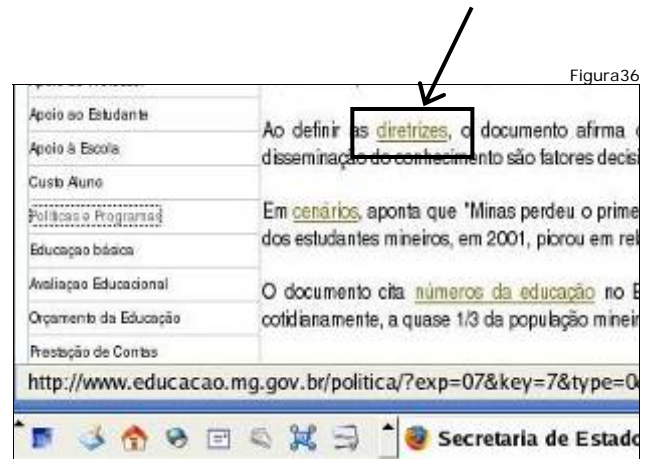 Figura36
Apoio ao Estudante
Apoio à Escola
Custo Aluno
Políticas e Programas
Educaçao básica
Avaliaçao Educacional
Orçamento da Educação
Prestação de Contas
Ao definir as diretrizes, o documento afirma
disseminação do conhecimento são fatores decisi
Em cenários, aponta que "Minas perdeu o prime
dos estudantes mineiros, em 2001, piorou em rel
O documento cita números da educação no
cotidianamente, a quase 1/3 da população mineir
http://www.educacao.mg.gov.br/politica/?exp=07&key=7&type=0
Secretaria de Estado